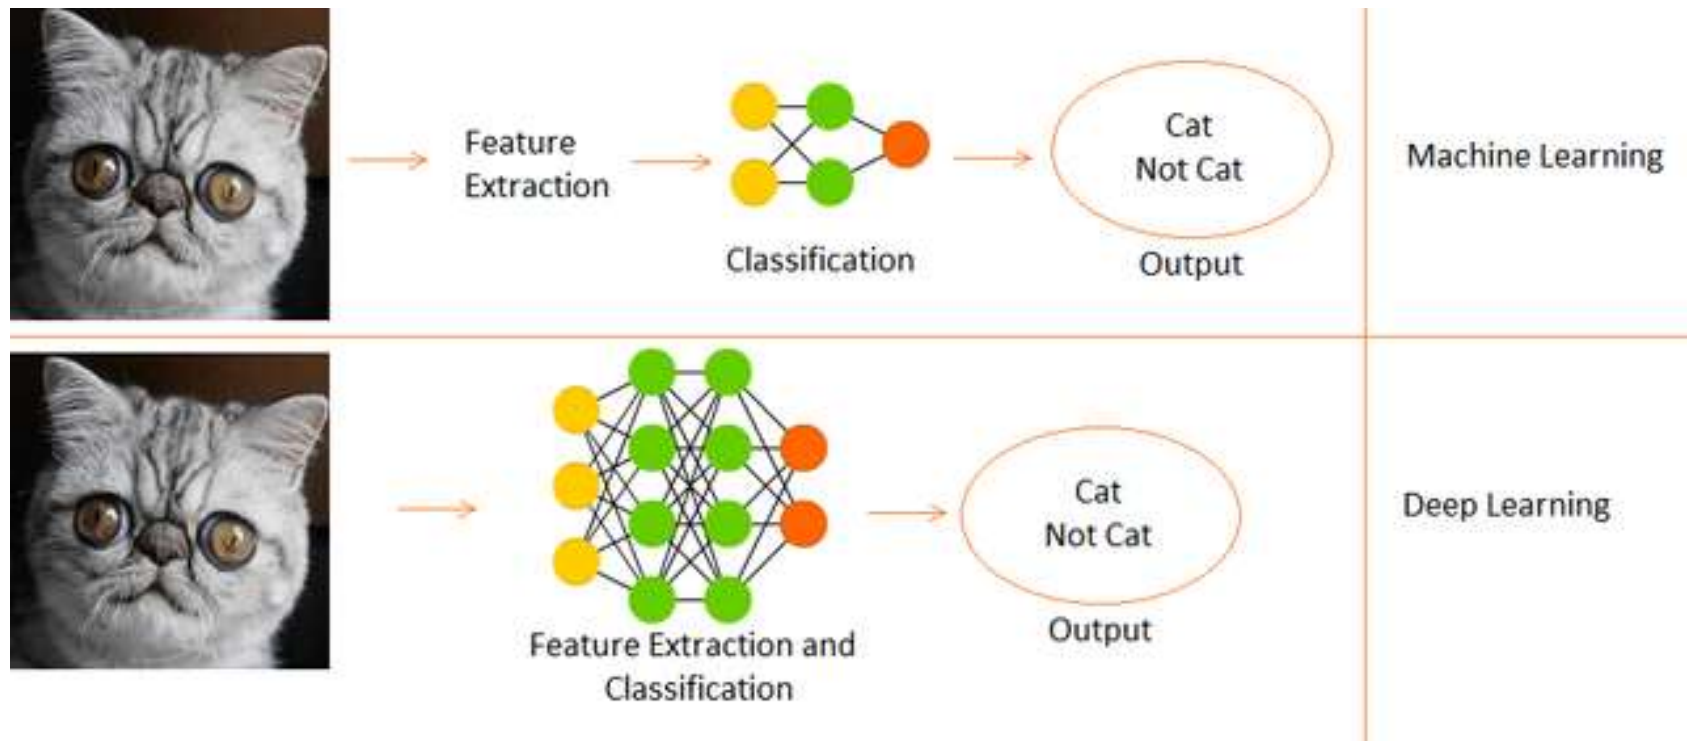 Feature
Extraction
Classification
Cat
Not Cat
Output
Machine Learning
Feature Extraction and
Classification
Cat
Not Cat
Output
Deep Learning